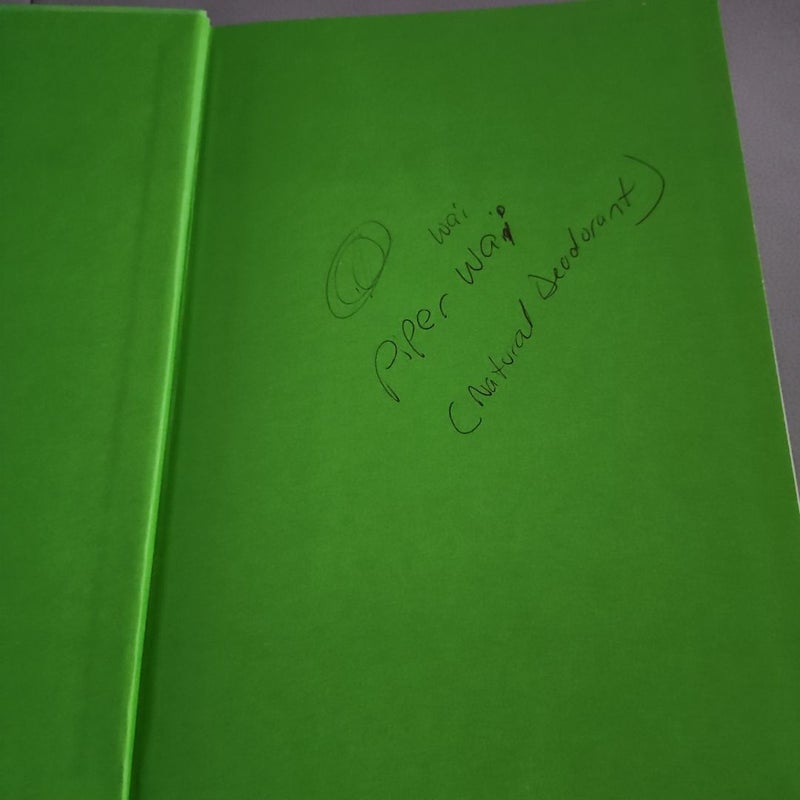 wai
Piper Wai
(Natural Deodorant)